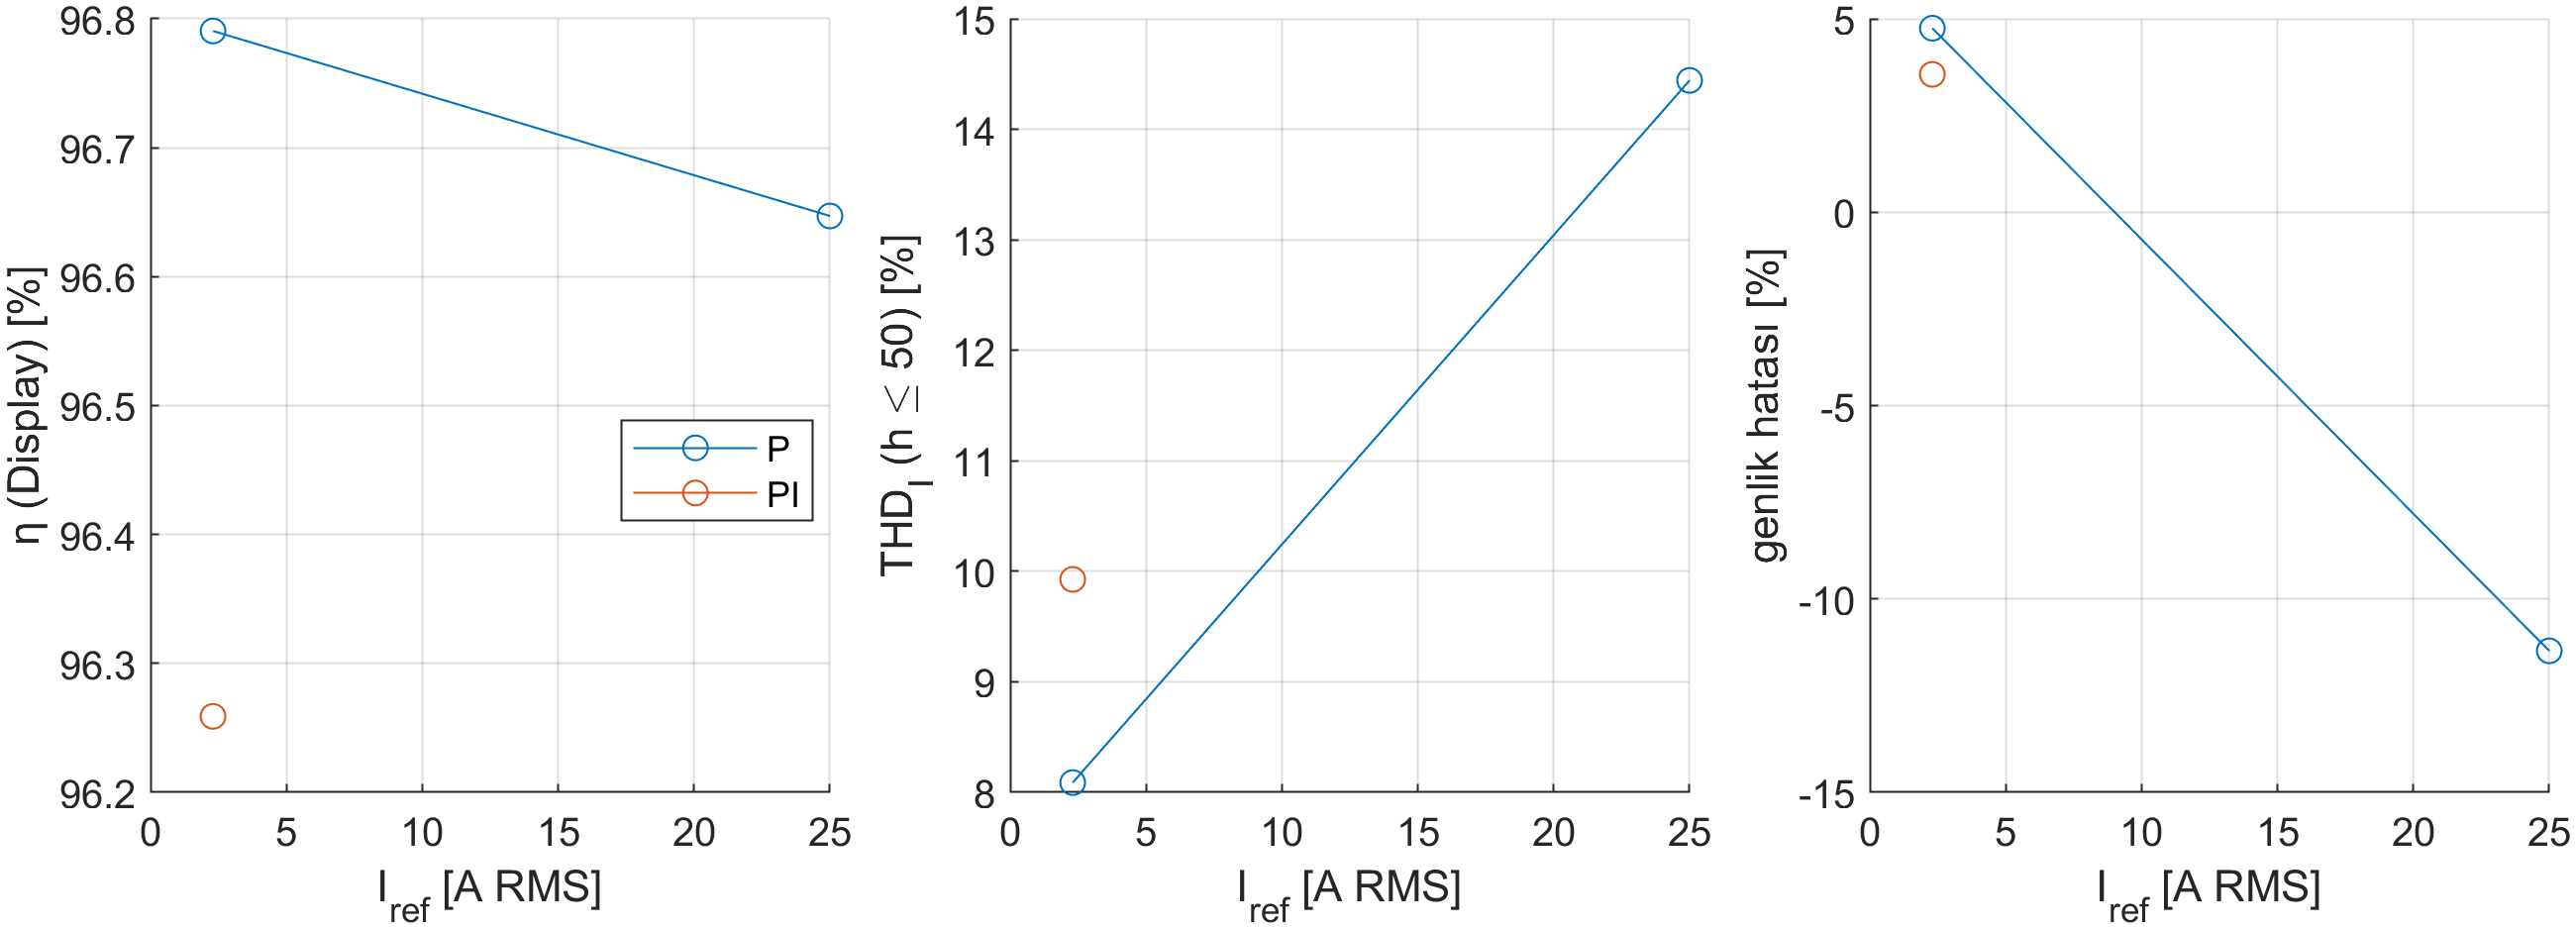 96.8
96.7
96.6
96.5
96.4
96.3
96.2
η (Display) [%]
0 5 10 15 20 25
I_ref [A RMS]
P
PI
15
14
13
12
11
10
9
8
THD_I (h ≤ 50) [%]
0 5 10 15 20 25
I_ref [A RMS]
5
0
-5
-10
-15
genlik hatası [%]
0 5 10 15 20 25
I_ref [A RMS]